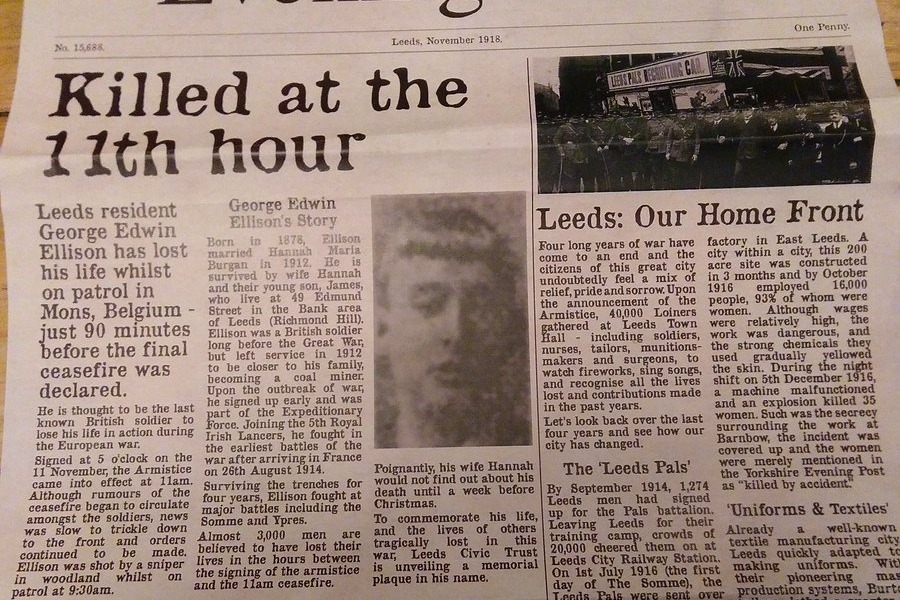 Evening
No. 15,688.
Leeds, November 1918.
One Penny.
Killed at the
11th hour
Leeds resident
George Edwin
Ellison has lost
his life whilst
on patrol in
Mons, Belgium -
just 90 minutes
before the final
ceasefire was
declared.
He is thought to be the last
known British soldier to
lose his life in action during
the European war.
Signed at 5 o'clock on the
11 November, the Armistice
came into effect at 11am.
Although rumours of the
ceasefire began to circulate
amongst the soldiers, news
was slow to trickle down
to the front and orders
continued to be made.
Ellison was shot by a sniper
in woodland whilst on
patrol at 9:30am.
George Edwin
Ellison's Story
Born in 1878, Ellison
married Hannah Maria
Burgan in 1912. He is
survived by wife Hannah
and their young son, James,
who live at 49 Edmund
Street in the Bank area
of Leeds (Richmond Hill).
Ellison was a British soldier
long before the Great War,
but left service in 1912
to be closer to his family,
becoming a coal miner.
Upon the outbreak of war,
he signed up early and was
part of the Expeditionary
Force. Joining the 5th Royal
Irish Lancers, he fought in
the earliest battles of the
war after arriving in France
on 26th August 1914.
Surviving the trenches for
four years, Ellison fought at
major battles including the
Somme and Ypres.
Almost 3,000 men are
believed to have lost their
lives in the hours between
the signing of the armistice
and the 11am ceasefire.
Poignantly, his wife Hannah
would not find out about his
death until a week before
Christmas.
To commemorate his life,
and the lives of others
tragically lost in this
war, Leeds Civic Trust
is unveiling a memorial
plaque in his name.
LEEDS PALS RECRUITING CAR.
Leeds: Our Home Front
Four long years of war have
come to an end and the
citizens of this great city
undoubtedly feel a mix of
relief, pride and sorrow. Upon
the announcement of the
Armistice, 40,000 Loiners
gathered at Leeds Town
Hall - including soldiers,
nurses, tailors, munitions-
makers and surgeons, to
watch fireworks, sing songs,
and recognise all the lives
lost and contributions made
in the past years.
Let's look back over the last
four years and see how our
city has changed.
The 'Leeds Pals'
By September 1914, 1,274
Leeds men had signed
up for the Pals battalion.
Leaving Leeds for their
training camp, crowds of
20,000 cheered them on at
Leeds City Railway Station.
On 1st July 1916 (the first
day of The Somme), the
Leeds Pals were sent over
factory in East Leeds. A
city within a city, this 200
acre site was constructed
in 3 months and by October
1916 employed 16,000
people, 93% of whom were
women. Although wages
were relatively high, the
work was dangerous, and
the strong chemicals they
used gradually yellowed
the skin. During the night
shift on 5th December 1916,
a machine malfunctioned
and an explosion killed 35
women. Such was the secrecy
surrounding the work at
Barnbow, the incident was
covered up and the women
were merely mentioned in
the Yorkshire Evening Post
as "killed by accident"
'Uniforms & Textiles'
Already a well-known
textile manufacturing city,
Leeds quickly adapted to
making uniforms. With
their pioneering mass
production systems, Burto